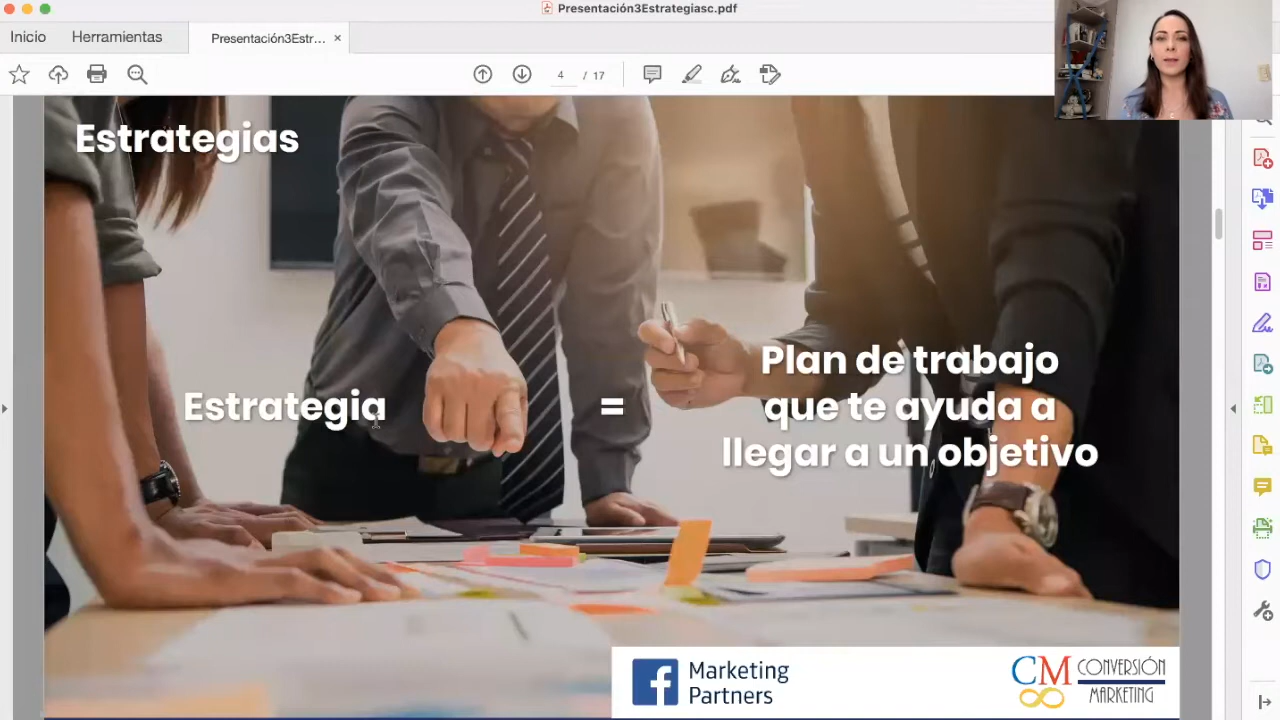 Presentación3Estrategiasc.pdf
Inicio
Herramientas
Presentación3Estr...
4 / 17
Estrategias
Estrategia
=
Plan de trabajo
que te ayuda a
llegar a un objetivo
Marketing
Partners
CM CONVERSIÓN
MARKETING